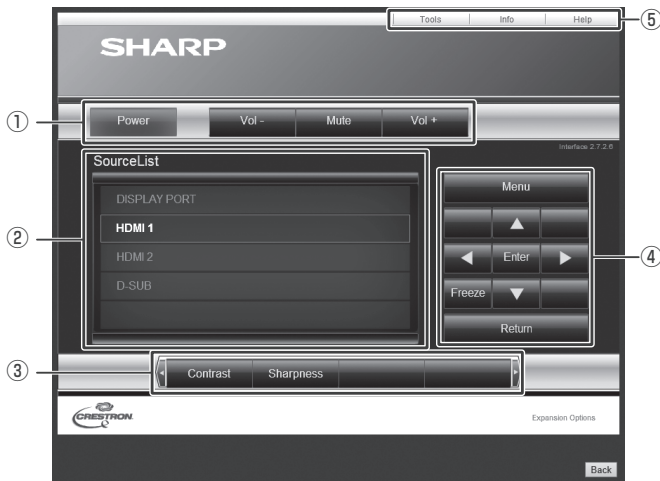 Tools Info Help ⑤
SHARP
① Power Vol - Mute Vol +
Interface 2.7.2.6
SourceList
Menu
DISPLAY PORT
② HDMI 1
HDMI 2
Enter ④
D-SUB
Freeze
Return
③ Contrast Sharpness
CRESTRON
Expansion Options
Back